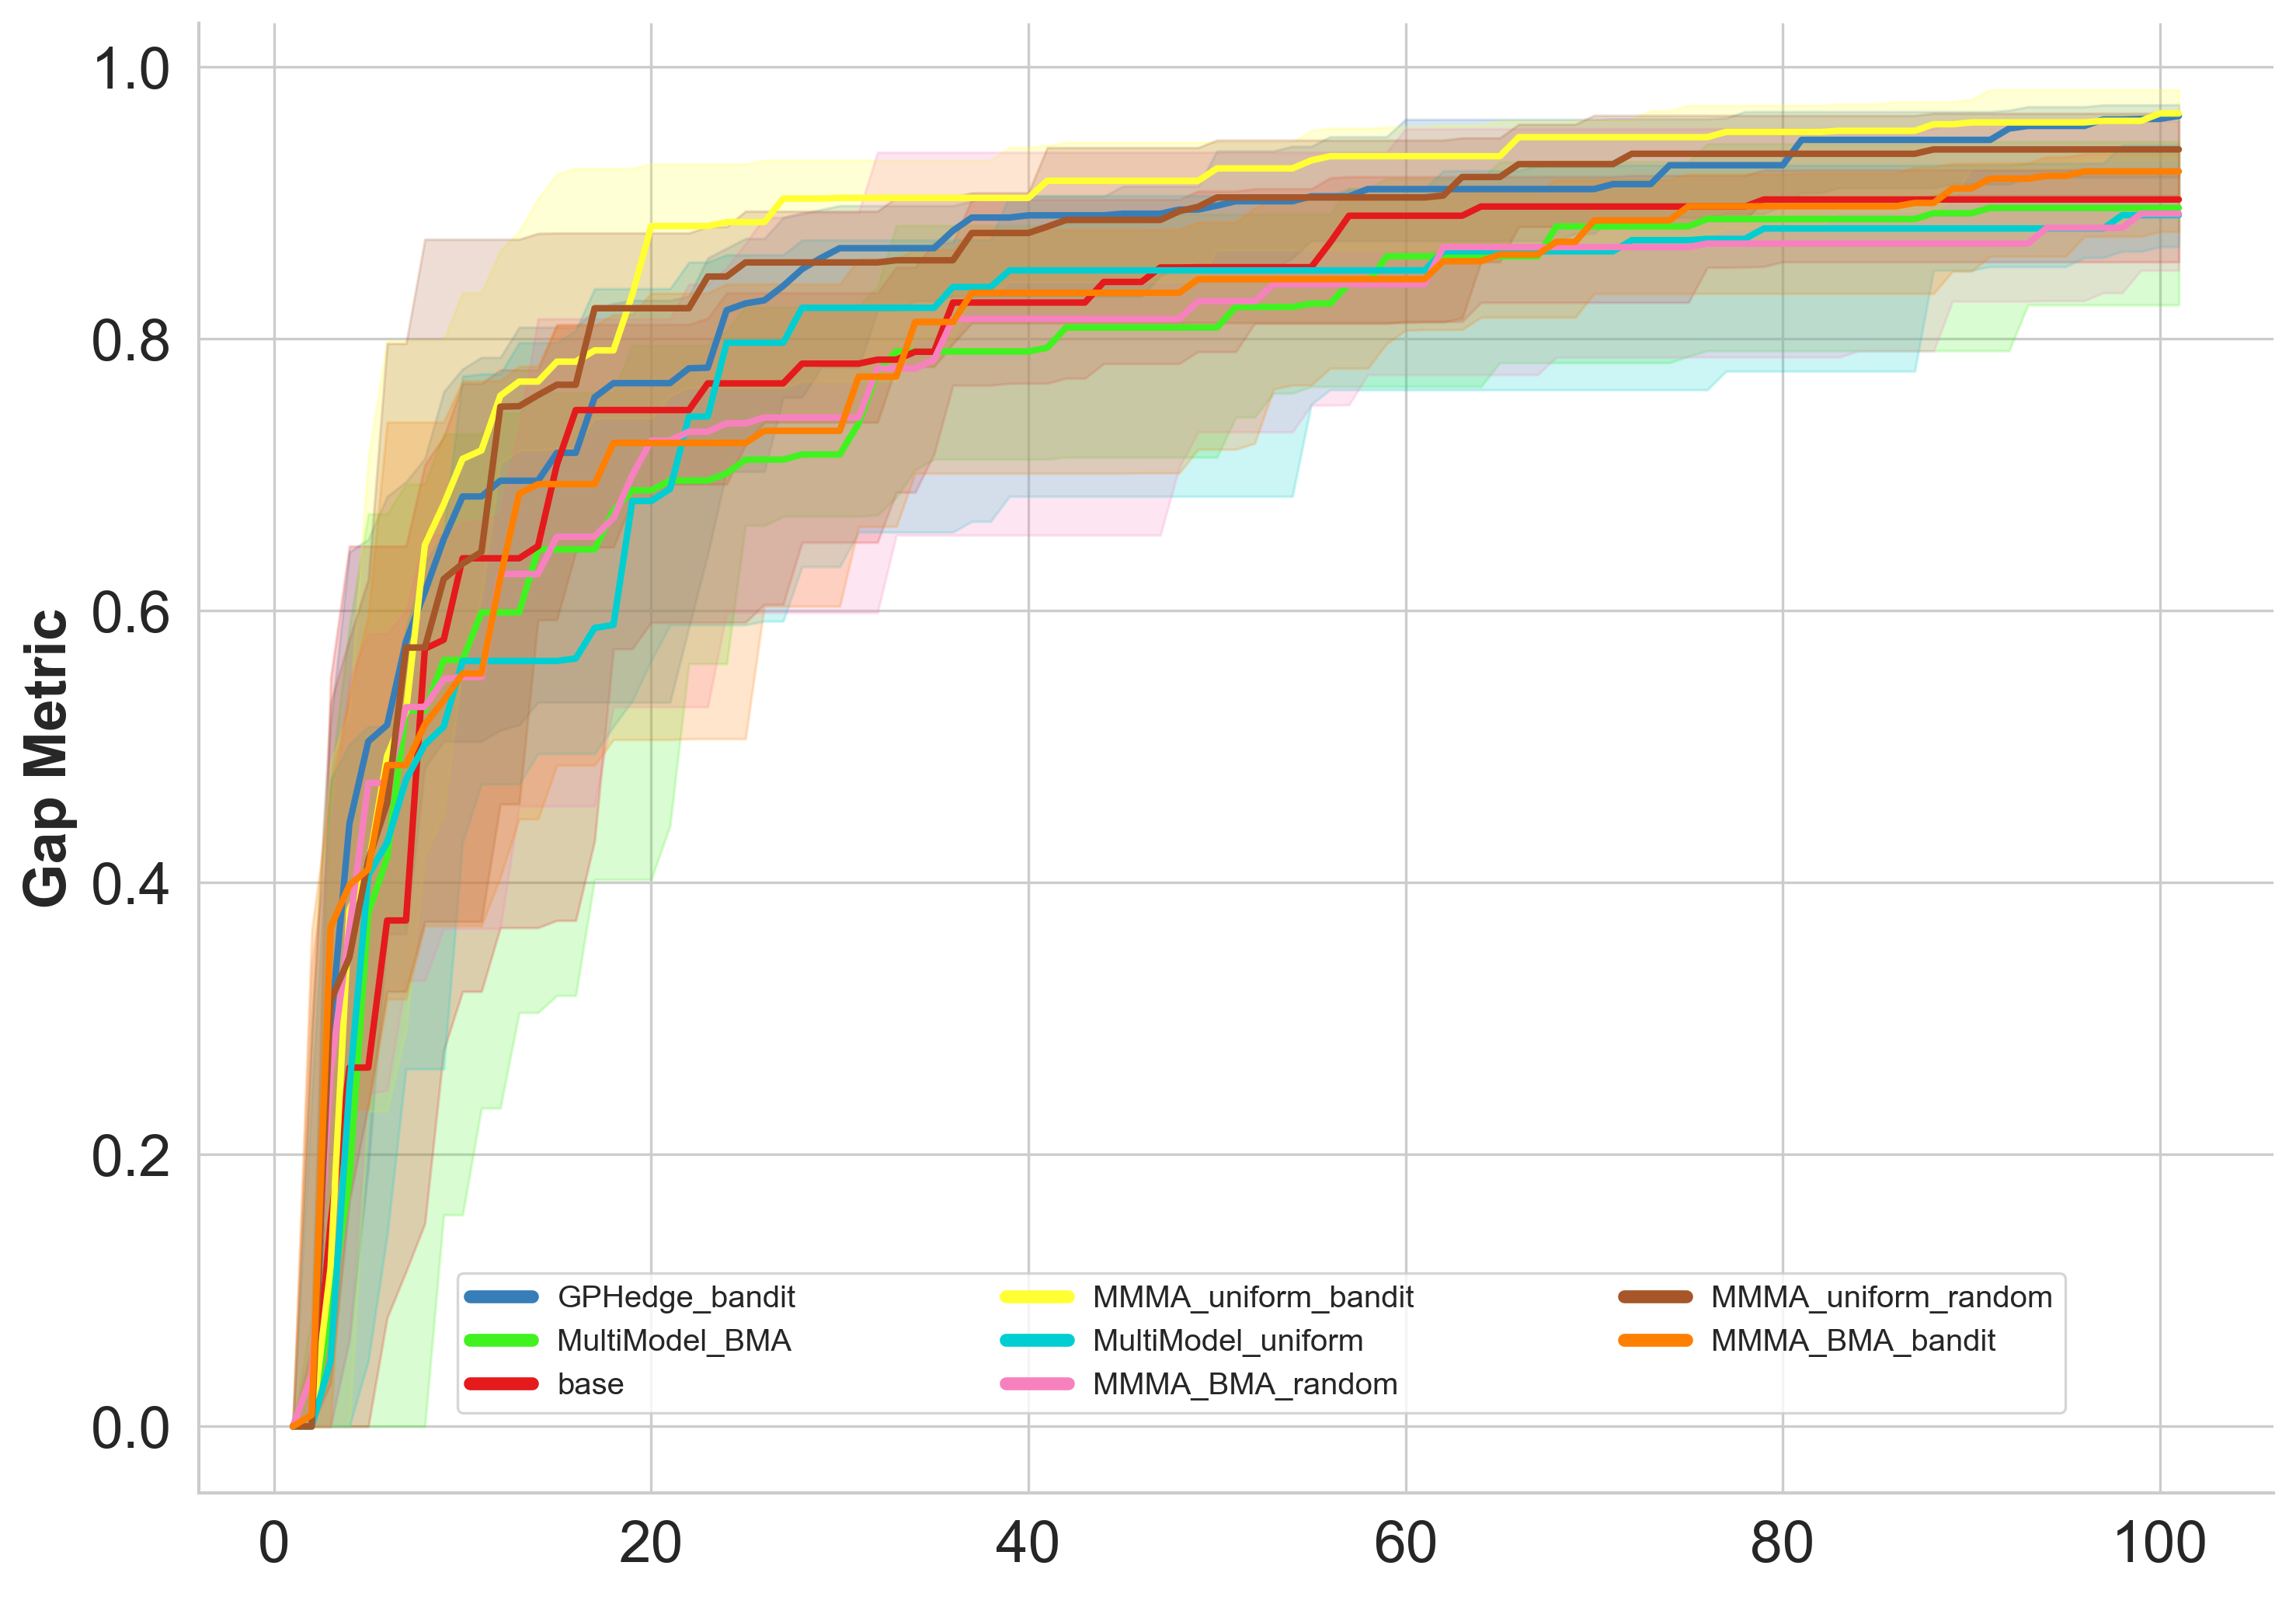 1.0
0.8
0.6
0.4
0.2
0.0
Gap Metric
GPHedge_bandit
MultiModel_BMA
base
MMMA_uniform_bandit
MultiModel_uniform
MMMA_BMA_random
MMMA_uniform_random
MMMA_BMA_bandit
0 20 40 60 80 100